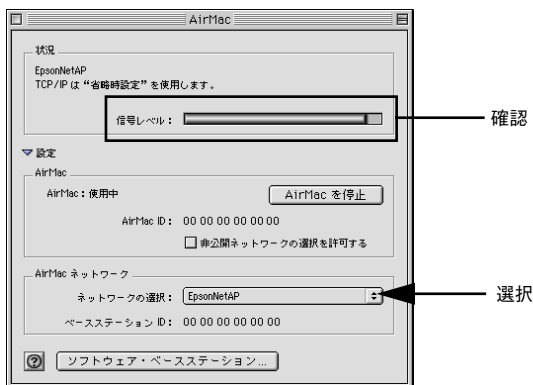 AirMac
状況
EpsonNetAP
TCP/IP は “省略時設定” を使用します。
信号レベル：
確認
設定
AirMac
AirMac：使用中
AirMac を停止
AirMac ID： 00 00 00 00 00 00
非公開ネットワークの選択を許可する
AirMac ネットワーク
ネットワークの選択： EpsonNetAP
選択
ベースステーション ID： 00 00 00 00 00 00
? ソフトウェア・ベースステーション...